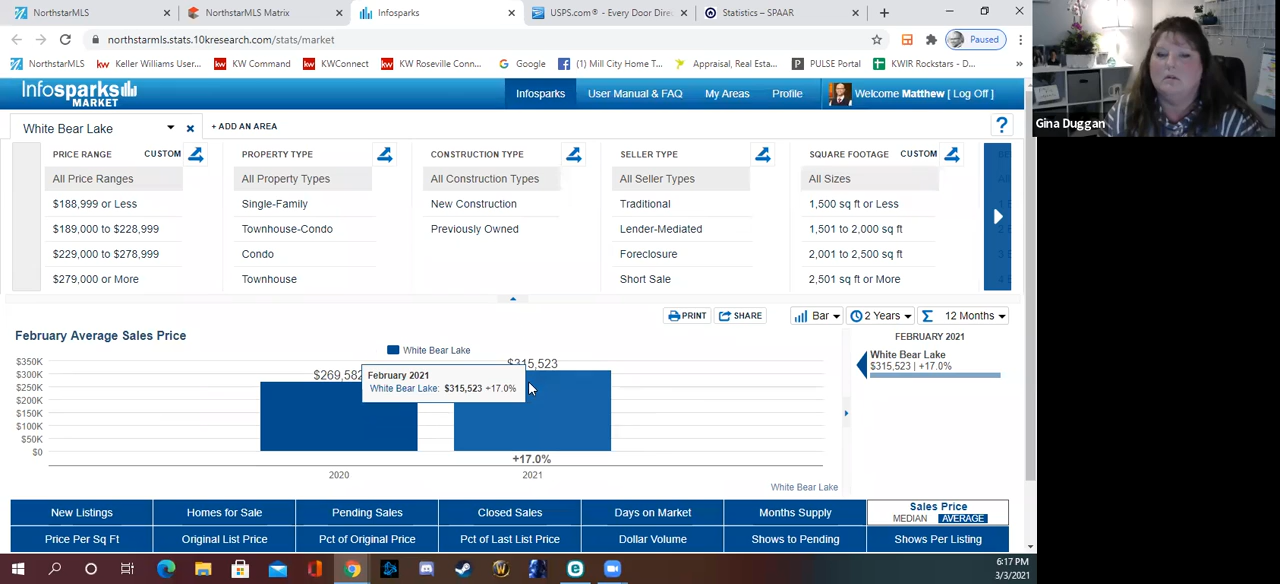 NorthstarMLS
NorthstarMLS Matrix
Infosparks
USPS.com® - Every Door Dire
Statistics – SPAAR
northstarmls.stats.10kresearch.com/stats/market
Paused
NorthstarMLS
Keller Williams User...
KW Command
KWConnect
KW Roseville Conn...
Google
(1) Mill City Home T...
Appraisal, Real Esta...
PULSE Portal
KWIR Rockstars - D...
»
Infosparks
MARKET
Infosparks
User Manual & FAQ
My Areas
Profile
Welcome Matthew [ Log Off ]
Gina Duggan
White Bear Lake
+ ADD AN AREA
?
PRICE RANGE CUSTOM
PROPERTY TYPE
CONSTRUCTION TYPE
SELLER TYPE
SQUARE FOOTAGE CUSTOM
All Price Ranges
All Property Types
All Construction Types
All Seller Types
All Sizes
$188,999 or Less
Single-Family
New Construction
Traditional
1,500 sq ft or Less
$189,000 to $228,999
Townhouse-Condo
Previously Owned
Lender-Mediated
1,501 to 2,000 sq ft
$229,000 to $278,999
Condo
Foreclosure
2,001 to 2,500 sq ft
$279,000 or More
Townhouse
Short Sale
2,501 sq ft or More
PRINT
SHARE
Bar
2 Years
Σ 12 Months
February Average Sales Price
FEBRUARY 2021
White Bear Lake
White Bear Lake
$315,523 | +17.0%
$350K
$300K
$250K
$200K
$150K
$100K
$50K
$0
$269,582
$315,523
February 2021
White Bear Lake: $315,523 +17.0%
+17.0%
2020
2021
White Bear Lake
New Listings
Homes for Sale
Pending Sales
Closed Sales
Days on Market
Months Supply
Sales Price
MEDIAN AVERAGE
Price Per Sq Ft
Original List Price
Pct of Original Price
Pct of Last List Price
Dollar Volume
Shows to Pending
Shows Per Listing
6:17 PM
3/3/2021